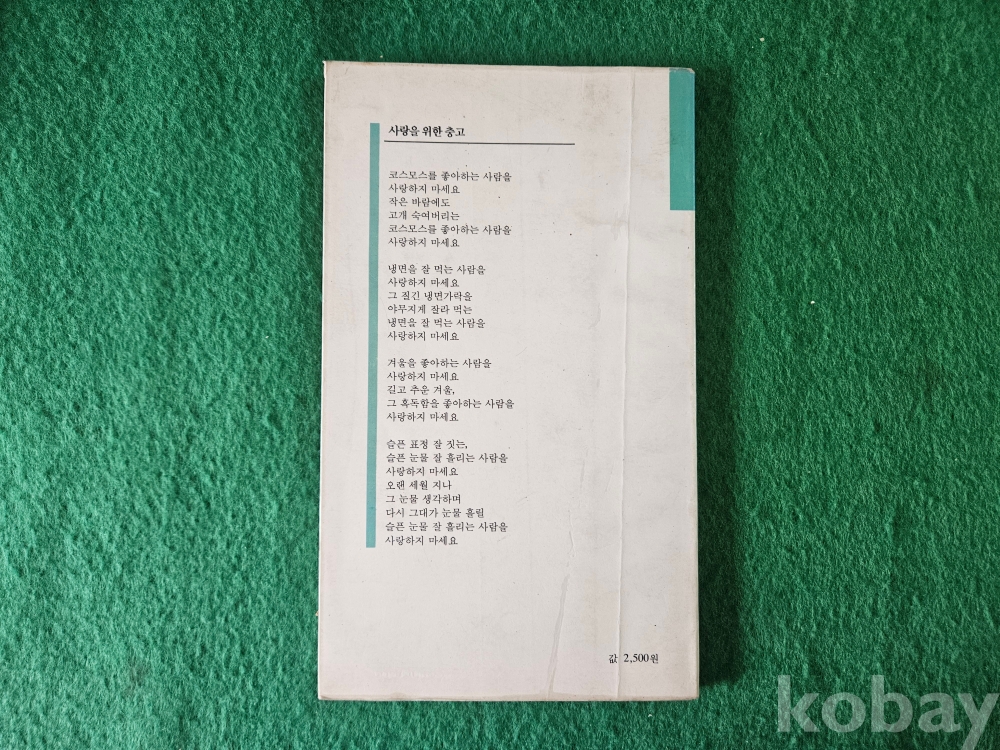 사랑을 위한 충고
코스모스를 좋아하는 사람을
사랑하지 마세요
작은 바람에도
고개 숙여버리는
코스모스를 좋아하는 사람을
사랑하지 마세요
냉면을 잘 먹는 사람을
사랑하지 마세요
그 질긴 냉면가락을
야무지게 잘라 먹는
냉면을 잘 먹는 사람을
사랑하지 마세요
겨울을 좋아하는 사람을
사랑하지 마세요
길고 추운 겨울,
그 혹독함을 좋아하는 사람을
사랑하지 마세요
슬픈 표정 잘 짓는,
슬픈 눈물 잘 흘리는 사람을
사랑하지 마세요
오랜 세월 지나
그 눈물 생각하며
다시 그대가 눈물 흘릴
슬픈 눈물 잘 흘리는 사람을
사랑하지 마세요
값 2,500원
kobay